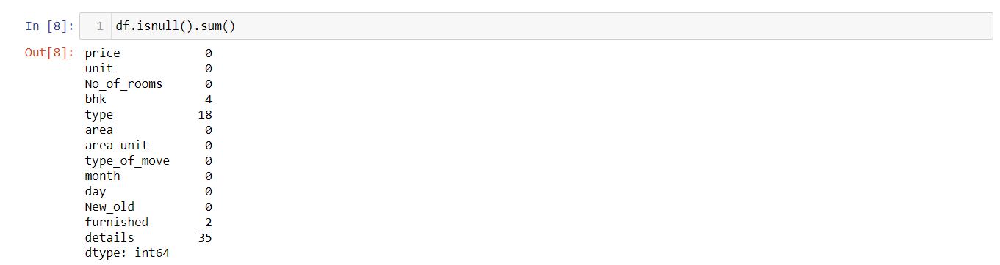 In [8]: 1 df.isnull().sum()
Out[8]: price 0
unit 0
No_of_rooms 0
bhk 4
type 18
area 0
area_unit 0
type_of_move 0
month 0
day 0
New_old 0
furnished 2
details 35
dtype: int64